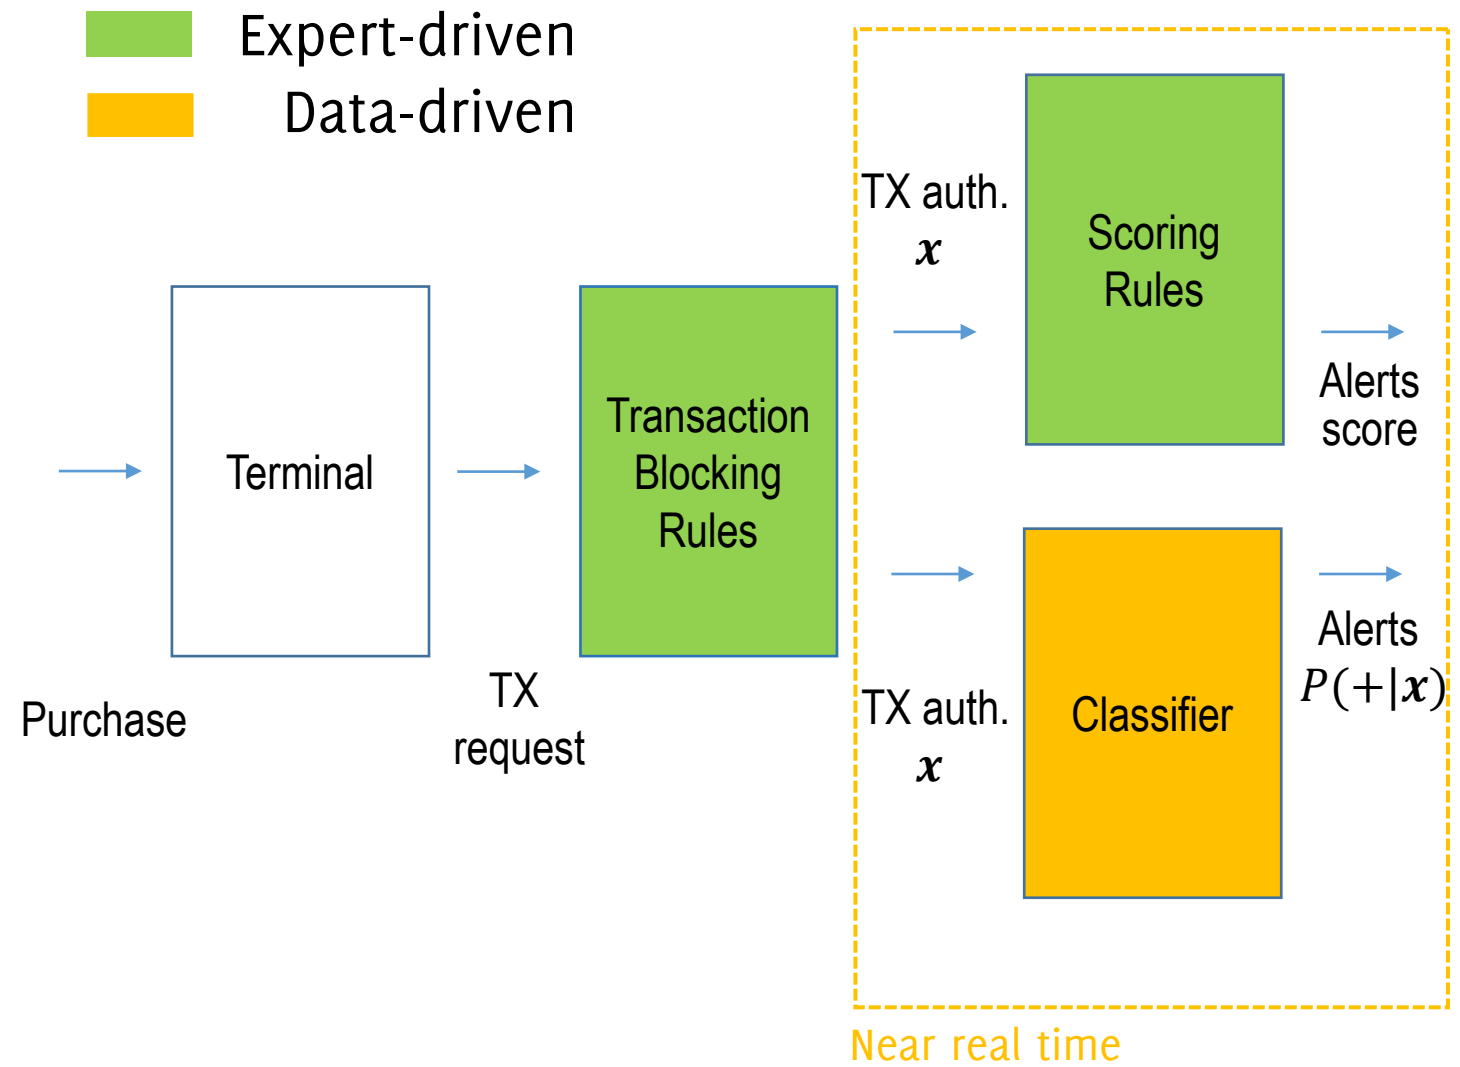 Expert-driven
Data-driven
Purchase
Terminal
TX
request
Transaction
Blocking
Rules
TX auth.
x
Scoring
Rules
Alerts
score
TX auth.
x
Classifier
Alerts
P(+|x)
Near real time